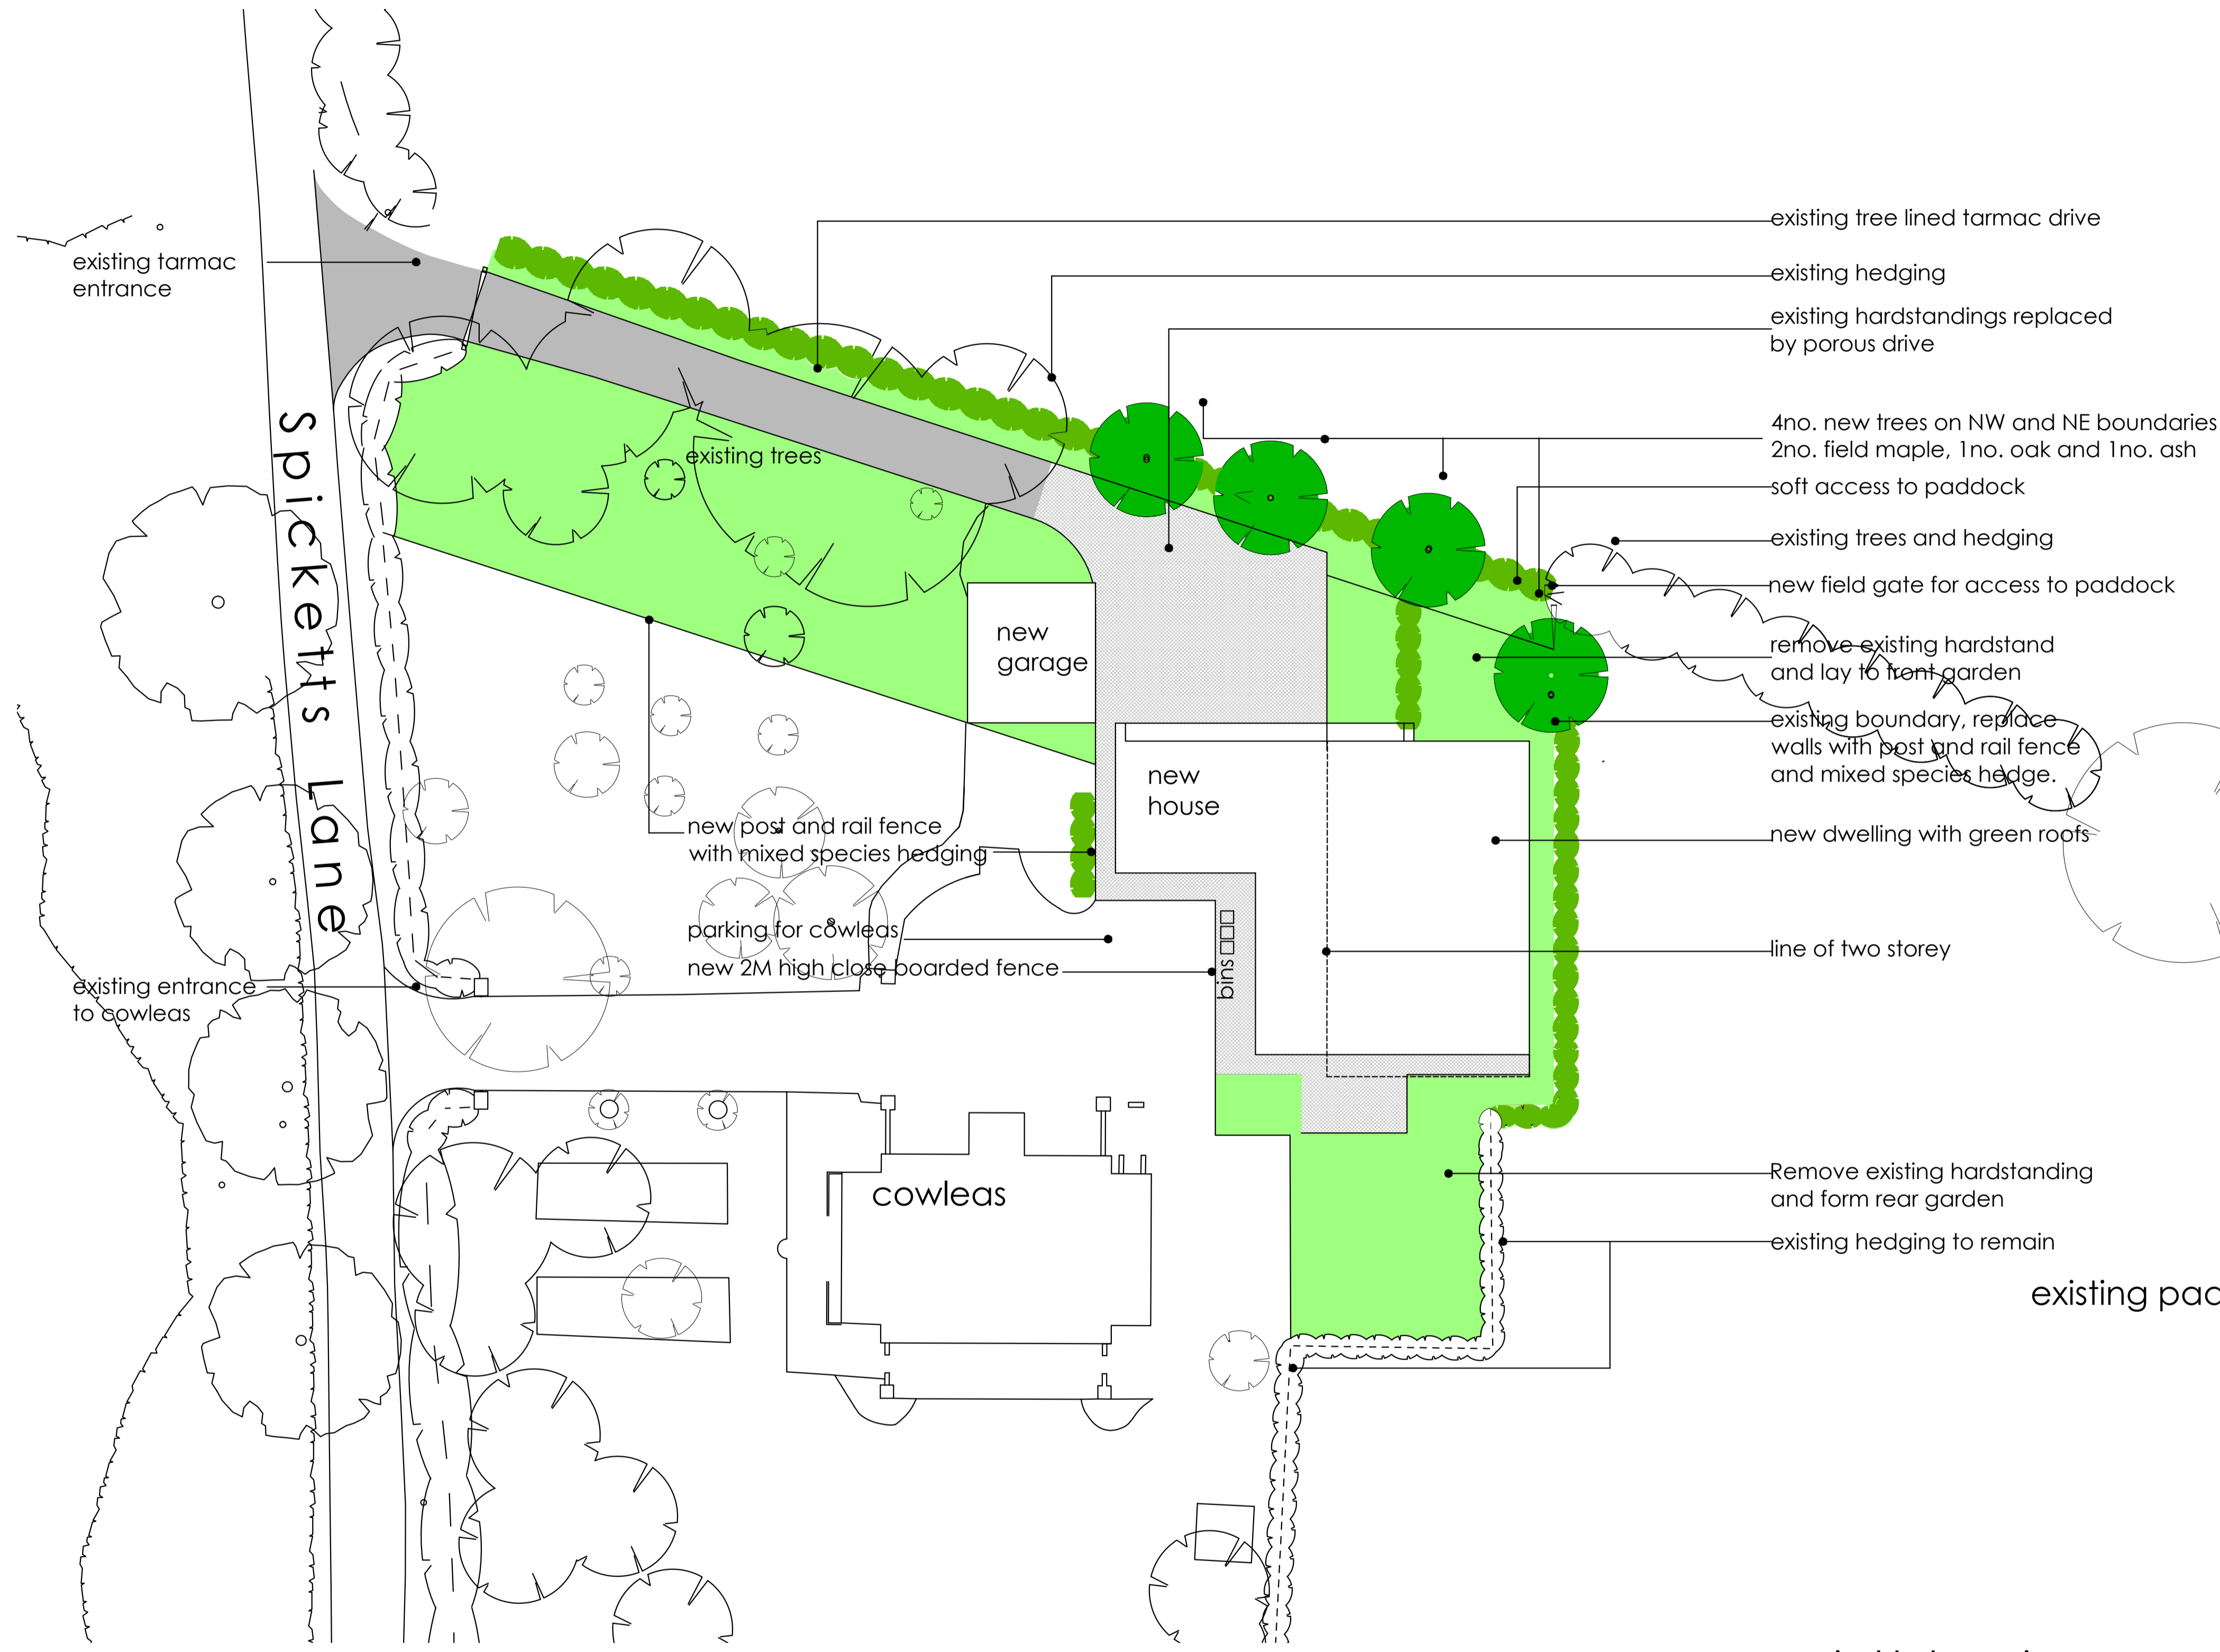 existing tree lined tarmac drive
existing tarmac
entrance
existing hedging
existing hardstandings replaced
by porous drive
4no. new trees on NW and NE boundaries
2no. field maple, 1no. oak and 1no. ash
existing trees
soft access to paddock
existing trees and hedging
new field gate for access to paddock
Spicketts Lane
new
garage
remove existing hardstand
and lay to front garden
existing boundary, replace
walls with post and rail fence
and mixed species hedge.
new
house
new post and rail fence
with mixed species hedging
new dwelling with green roofs
parking for cowleas
new 2M high close boarded fence
bins
line of two storey
existing entrance
to cowleas
cowleas
Remove existing hardstanding
and form rear garden
existing hedging to remain
existing